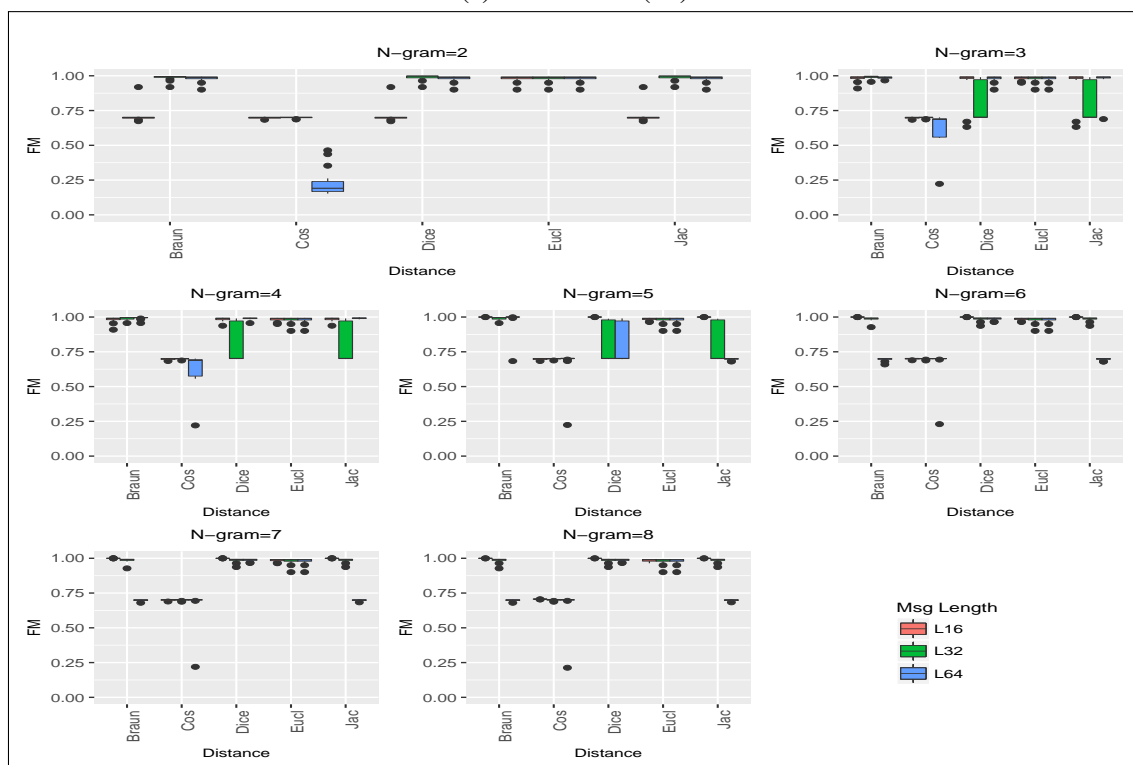 N-gram=2
N-gram=3
1.00
0.75
0.50
0.25
0.00
FM
Braun
Cos
Dice
Eucl
Jac
Distance
1.00
0.75
0.50
0.25
0.00
FM
Braun
Cos
Dice
Eucl
Jac
Distance
N-gram=4
N-gram=5
N-gram=6
1.00
0.75
0.50
0.25
0.00
FM
Braun
Cos
Dice
Eucl
Jac
Distance
1.00
0.75
0.50
0.25
0.00
FM
Braun
Cos
Dice
Eucl
Jac
Distance
1.00
0.75
0.50
0.25
0.00
FM
Braun
Cos
Dice
Eucl
Jac
Distance
N-gram=7
N-gram=8
1.00
0.75
0.50
0.25
0.00
FM
Braun
Cos
Dice
Eucl
Jac
Distance
1.00
0.75
0.50
0.25
0.00
FM
Braun
Cos
Dice
Eucl
Jac
Distance
Msg Length
L16
L32
L64